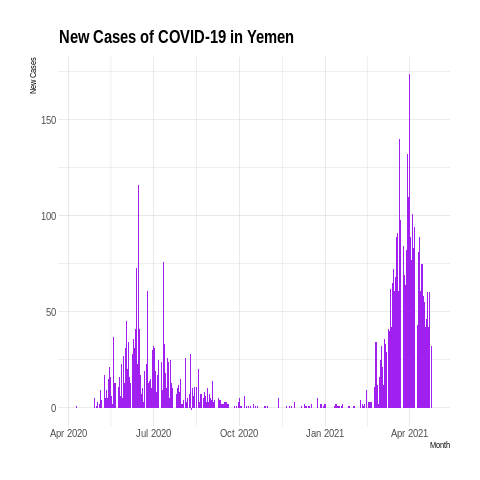 New Cases of COVID-19 in Yemen
New Cases
150
100
50
0
Apr 2020 Jul 2020 Oct 2020 Jan 2021 Apr 2021
Month